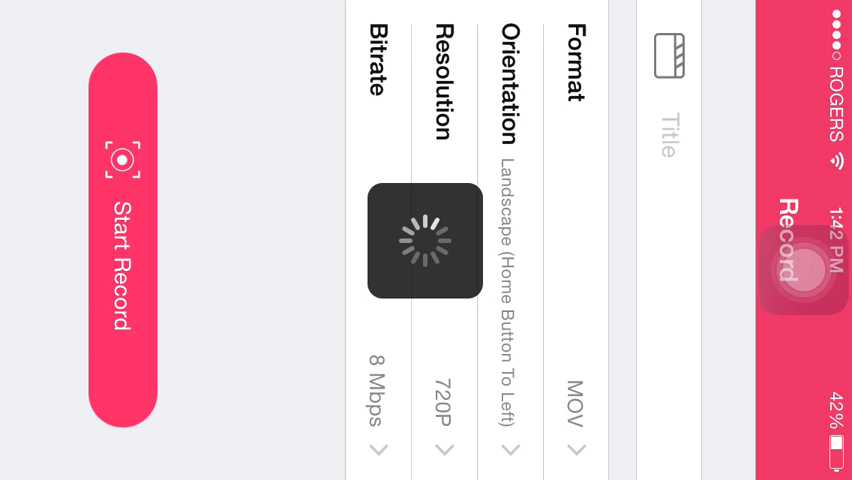 ROGERS 1:42 PM 42%
Record
Title
Format MOV
Orientation Landscape (Home Button To Left)
Resolution 720P
Bitrate 8 Mbps
Start Record